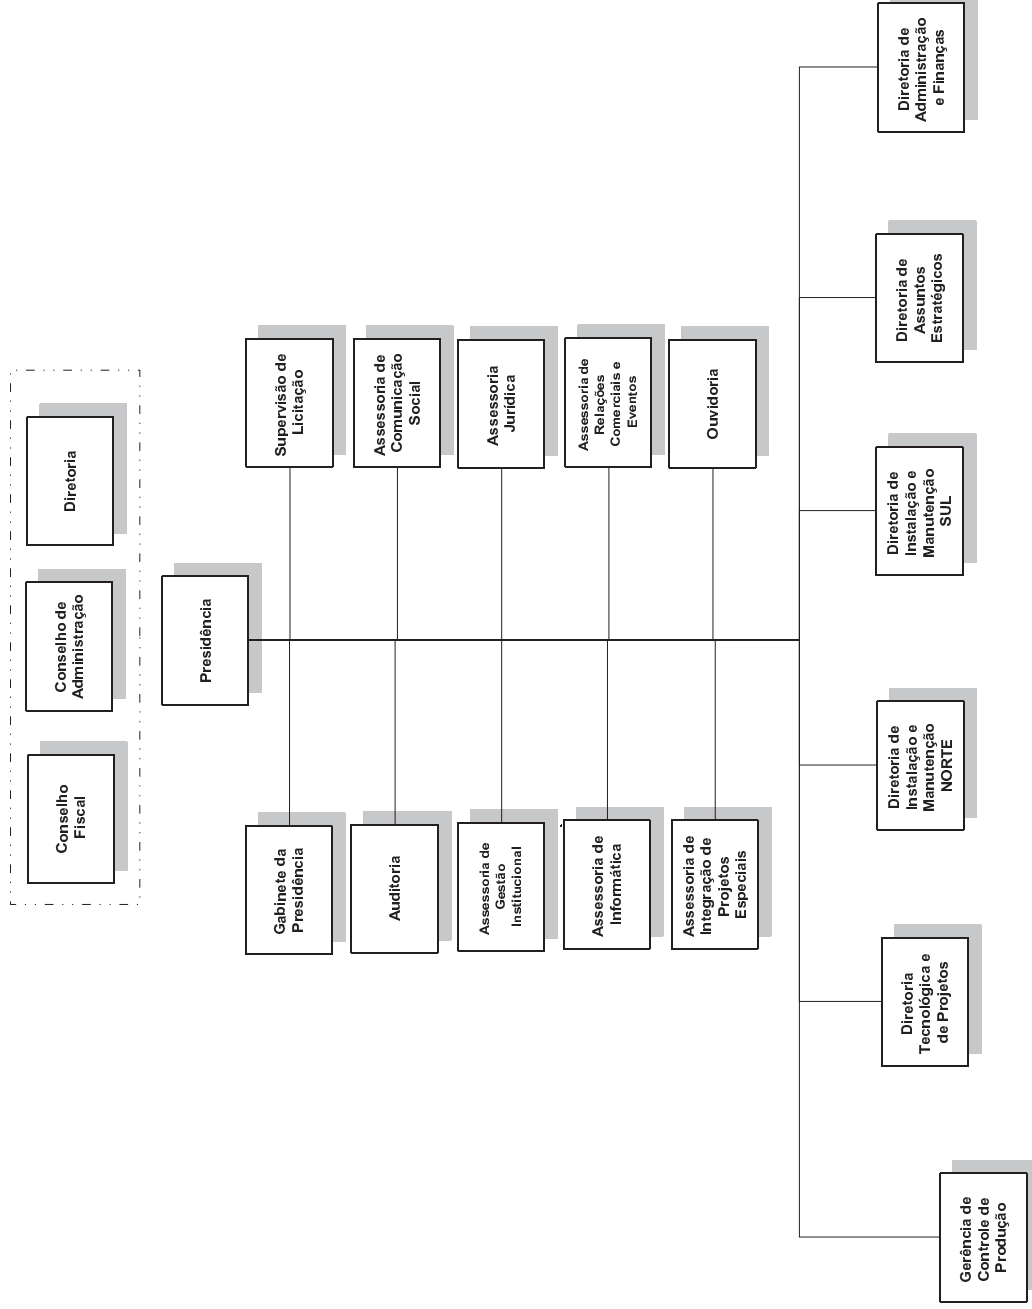 Conselho
Fiscal
Conselho de
Administração
Diretoria
Presidência
Gabinete da
Presidência
Supervisão de
Licitação
Auditoria
Assessoria de
Comunicação
Social
Assessoria de
Gestão
Institucional
Assessoria
Jurídica
Assessoria de
Informática
Assessoria de
Relações
Comerciais e
Eventos
Assessoria de
Integração de
Projetos
Especiais
Ouvidoria
Gerência de
Controle de
Produção
Diretoria
Tecnológica e
de Projetos
Diretoria de
Instalação e
Manutenção
NORTE
Diretoria de
Instalação e
Manutenção
SUL
Diretoria de
Assuntos
Estratégicos
Diretoria de
Administração
e Finanças